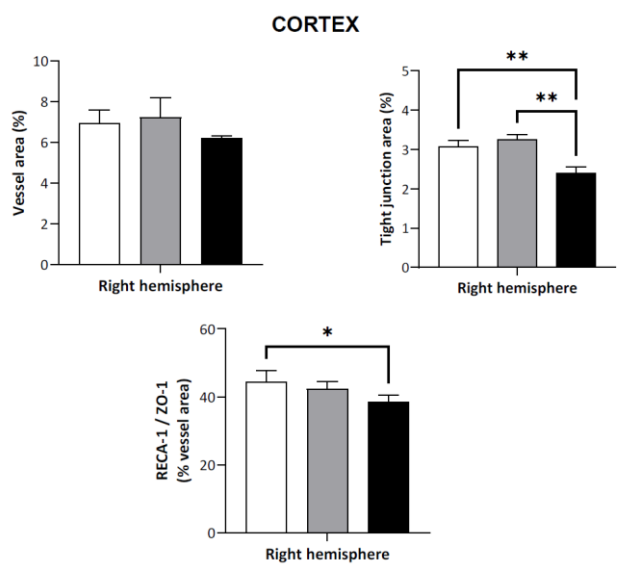 CORTEX
Vessel area (%)
10
8
6
4
2
0
Right hemisphere
Tight junction area (%)
5
4
3
2
1
0
**
**
Right hemisphere
RECA-1 / ZO-1
(% vessel area)
60
40
20
0
*
Right hemisphere